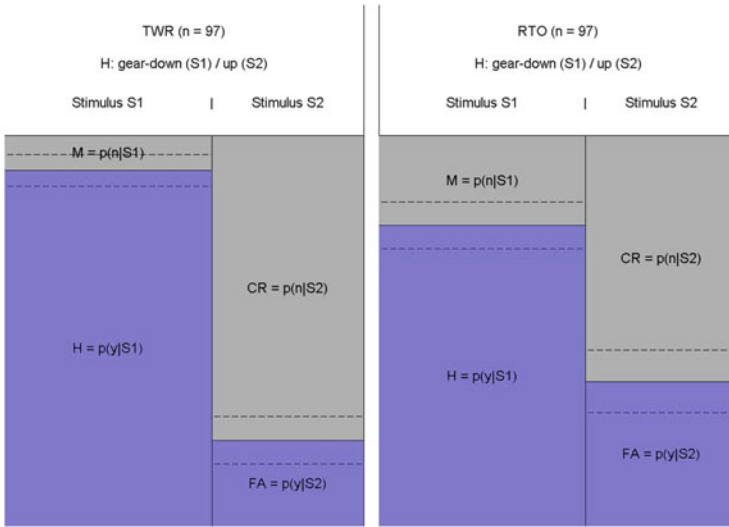 TWR (n = 97)
H: gear-down (S1) / up (S2)
Stimulus S1 | Stimulus S2
M = p(n|S1)
CR = p(n|S2)
H = p(y|S1)
FA = p(y|S2)
RTO (n = 97)
H: gear-down (S1) / up (S2)
Stimulus S1 | Stimulus S2
M = p(n|S1)
CR = p(n|S2)
H = p(y|S1)
FA = p(y|S2)